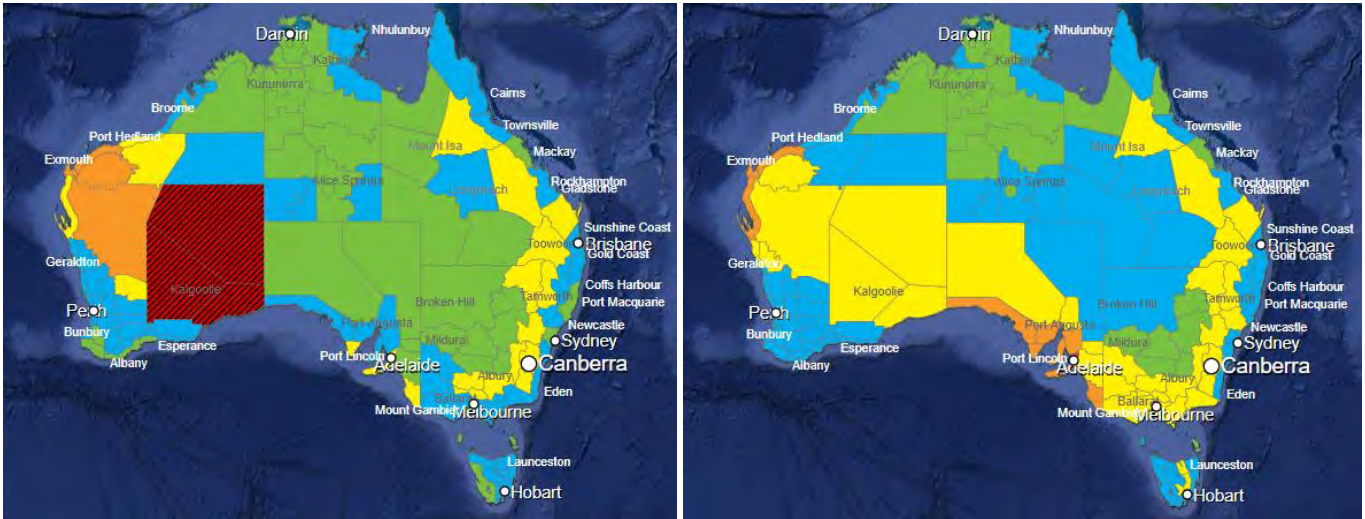 Darwin
Nhulunbuy
Katherine
Kununurra
Broome
Cairns
Port Hedland
Townsville
Exmouth
Mount Isa
Mackay
Alice Springs
Longreach
Rockhampton
Gladstone
Sunshine Coast
Toowoo
Brisbane
Gold Coast
Geraldton
Kalgoolie
Coffs Harbour
Tamworth
Broken Hill
Port Macquarie
Perth
Port Augusta
Newcastle
Bunbury
Esperance
Mildura
Sydney
Albany
Port Lincoln
Adelaide
Canberra
Albury
Eden
Ballarat
Mount Gambier
Melbourne
Launceston
Hobart
Darwin
Nhulunbuy
Katherine
Kununurra
Broome
Cairns
Port Hedland
Townsville
Exmouth
Mount Isa
Mackay
Alice Springs
Longreach
Rockhampton
Gladstone
Sunshine Coast
Toowoo
Brisbane
Gold Coast
Geraldton
Kalgoolie
Coffs Harbour
Tamworth
Broken Hill
Port Macquarie
Perth
Port Augusta
Newcastle
Bunbury
Esperance
Mildura
Sydney
Albany
Port Lincoln
Adelaide
Canberra
Albury
Eden
Ballarat
Mount Gambier
Melbourne
Launceston
Hobart